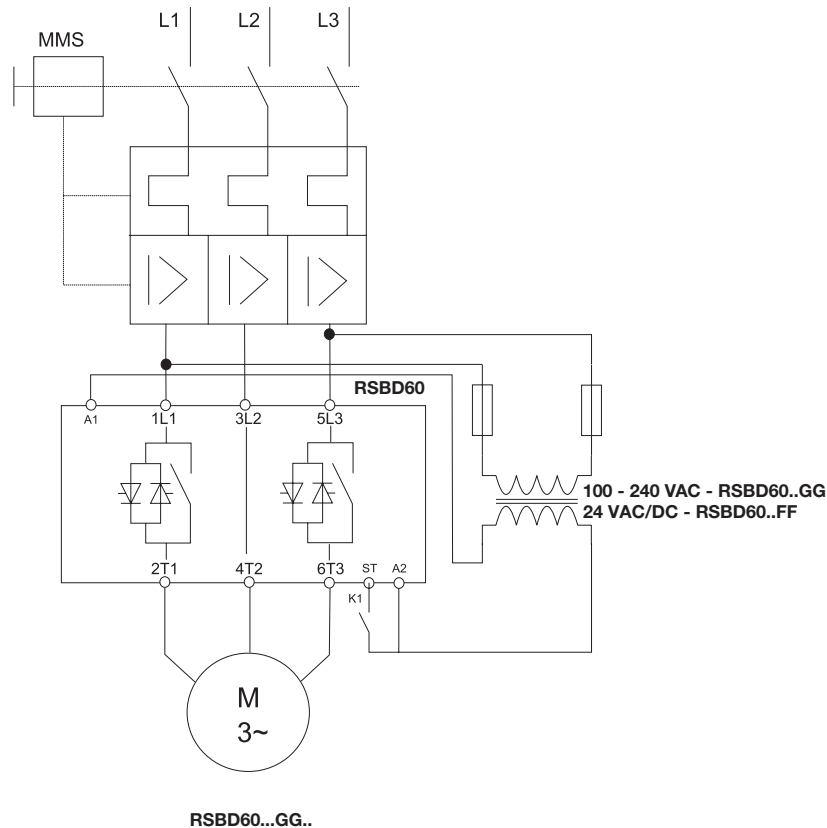 L1 L2 L3
MMS
RSBD60
A1 1L1 3L2 5L3
100 - 240 VAC - RSBD60..GG
24 VAC/DC - RSBD60..FF
2T1 4T2 6T3 ST A2
K1
M
3~
RSBD60...GG..